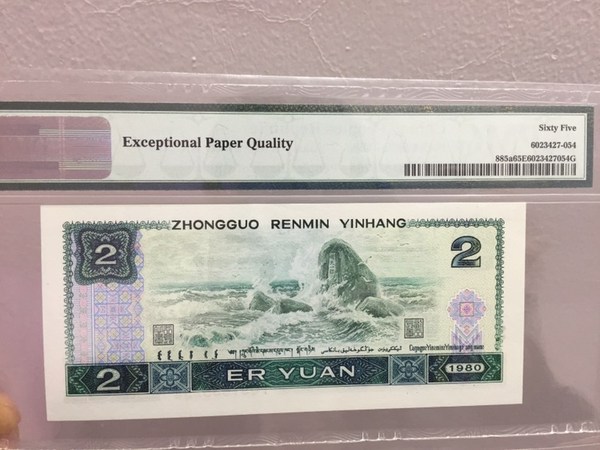 Sixty Five
Exceptional Paper Quality
6023427-054
885a65E6023427054G
ZHONGGUO RENMIN YINHANG
2
2
2
ER YUAN
1980